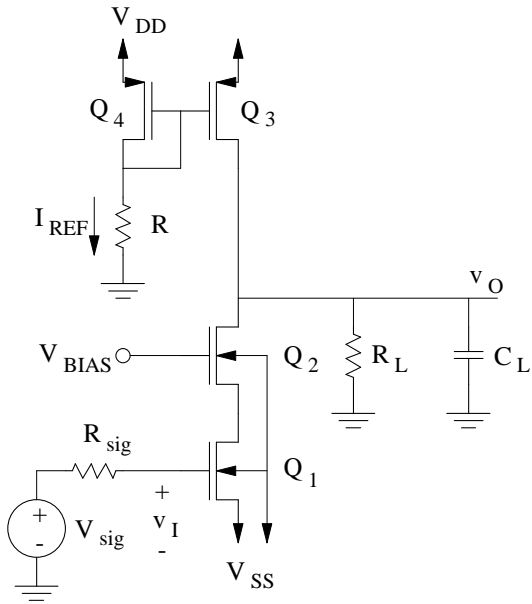 V DD
Q 4
Q 3
I REF
R
v O
V BIAS
Q 2
R L
C L
R sig
Q 1
+
v I
-
+
-
V sig
V SS